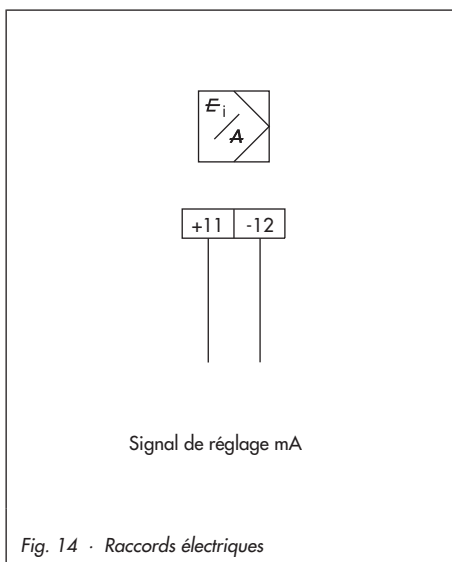 E i
A
+11 -12
Signal de réglage mA
Fig. 14 · Raccords électriques